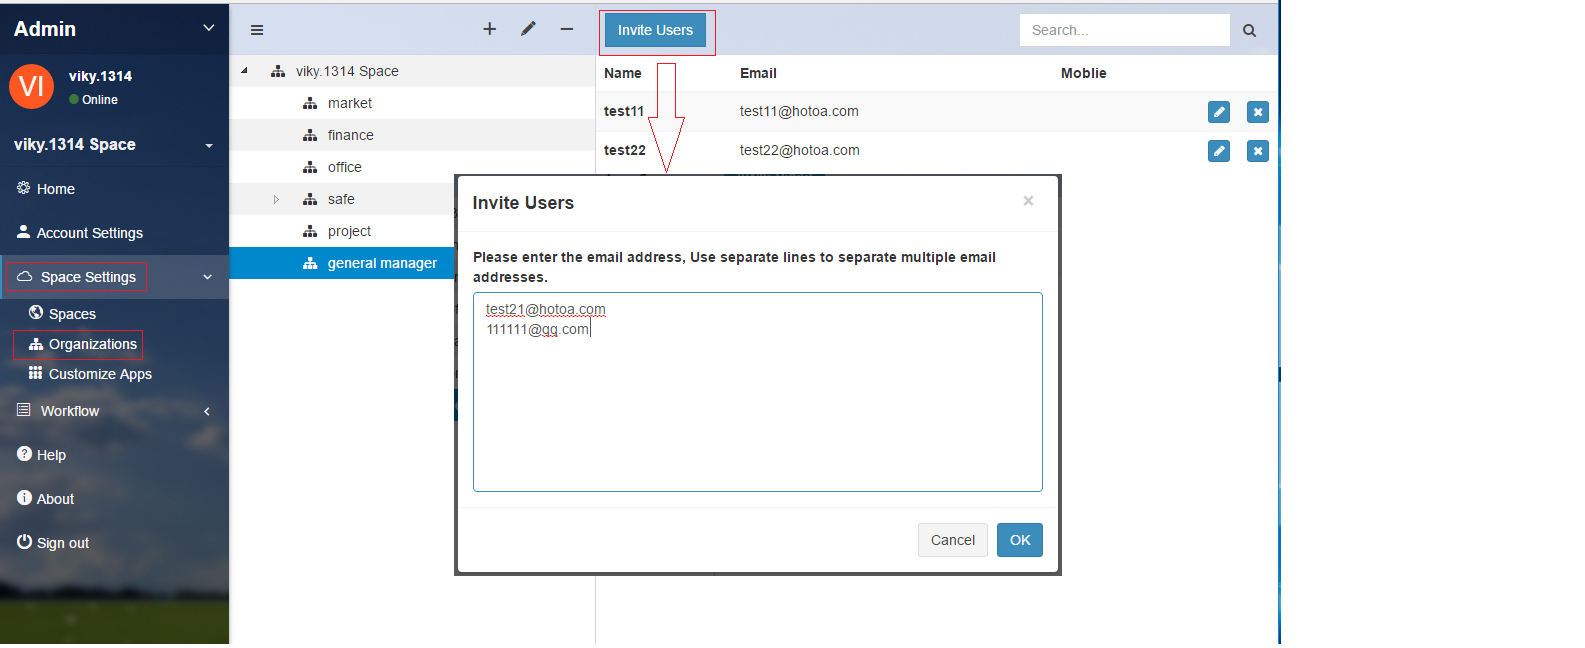 Admin
VI
viky.1314
Online
viky.1314 Space
Home
Account Settings
Space Settings
Spaces
Organizations
Customize Apps
Workflow
Help
About
Sign out
viky.1314 Space
market
finance
office
safe
project
general manager
Invite Users
Search...
Name Email Moblie
test11 test11@hotoa.com
test22 test22@hotoa.com
Invite Users
Please enter the email address, Use separate lines to separate multiple email
addresses.
test21@hotoa.com
111111@qq.com
Cancel OK